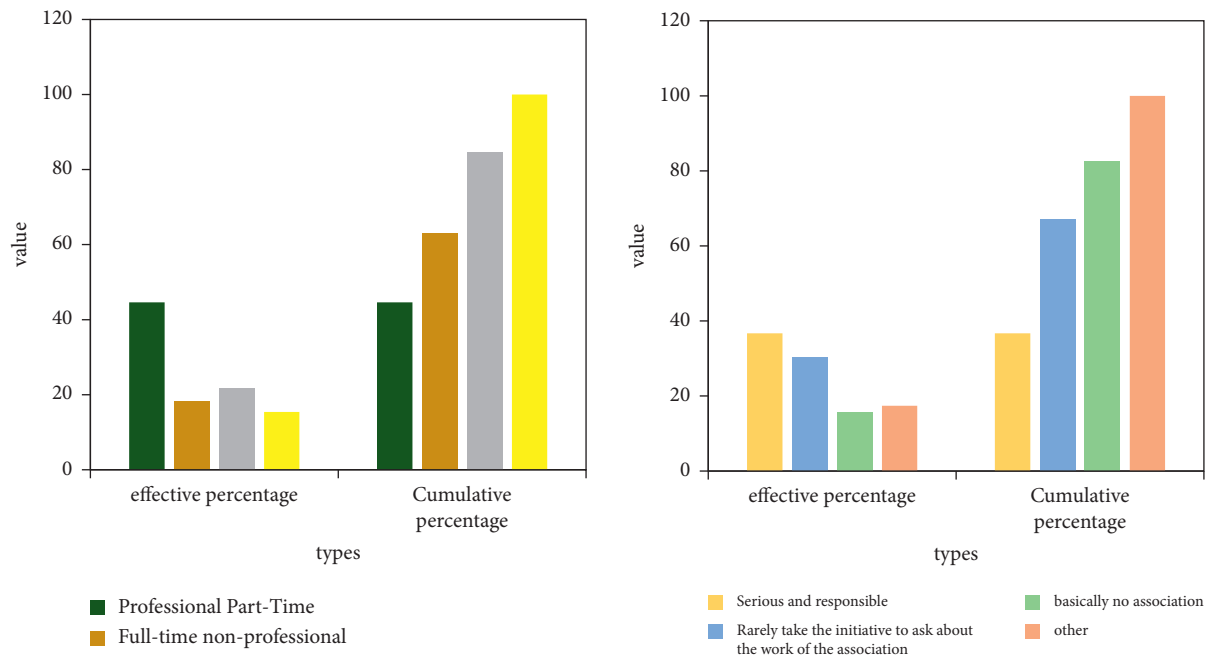 120
100
80
60
40
20
0
value
effective percentage
Cumulative
percentage
types
Professional Part-Time
Full-time non-professional
120
100
80
60
40
20
0
value
effective percentage
Cumulative
percentage
types
Serious and responsible
Rarely take the initiative to ask about
the work of the association
basically no association
other